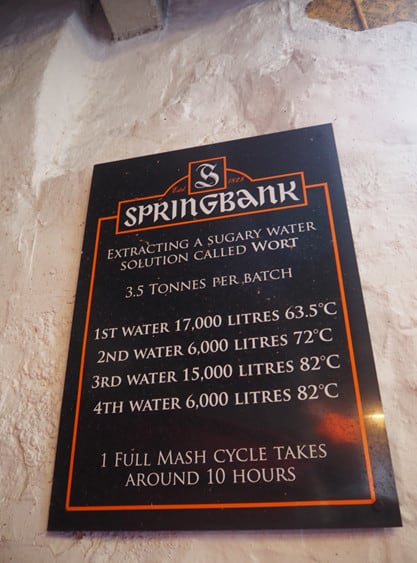 S
Estd 1828
SPRINGBANK
EXTRACTING A SUGARY WATER
SOLUTION CALLED WORT
3.5 TONNES PER BATCH
1ST WATER 17,000 LITRES 63.5°C
2ND WATER 6,000 LITRES 72°C
3RD WATER 15,000 LITRES 82°C
4TH WATER 6,000 LITRES 82°C
1 FULL MASH CYCLE TAKES
AROUND 10 HOURS